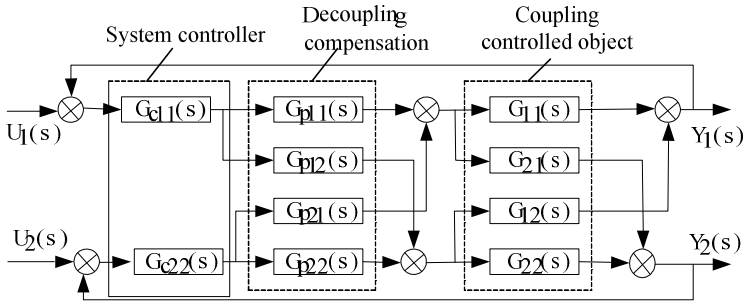 System controller
Decoupling
compensation
Coupling
controlled object
U1(s)
Gc11(s)
Gp11(s)
G11(s)
Y1(s)
Gp12(s)
G21(s)
Gp21(s)
G12(s)
U2(s)
Gc22(s)
Gp22(s)
G22(s)
Y2(s)